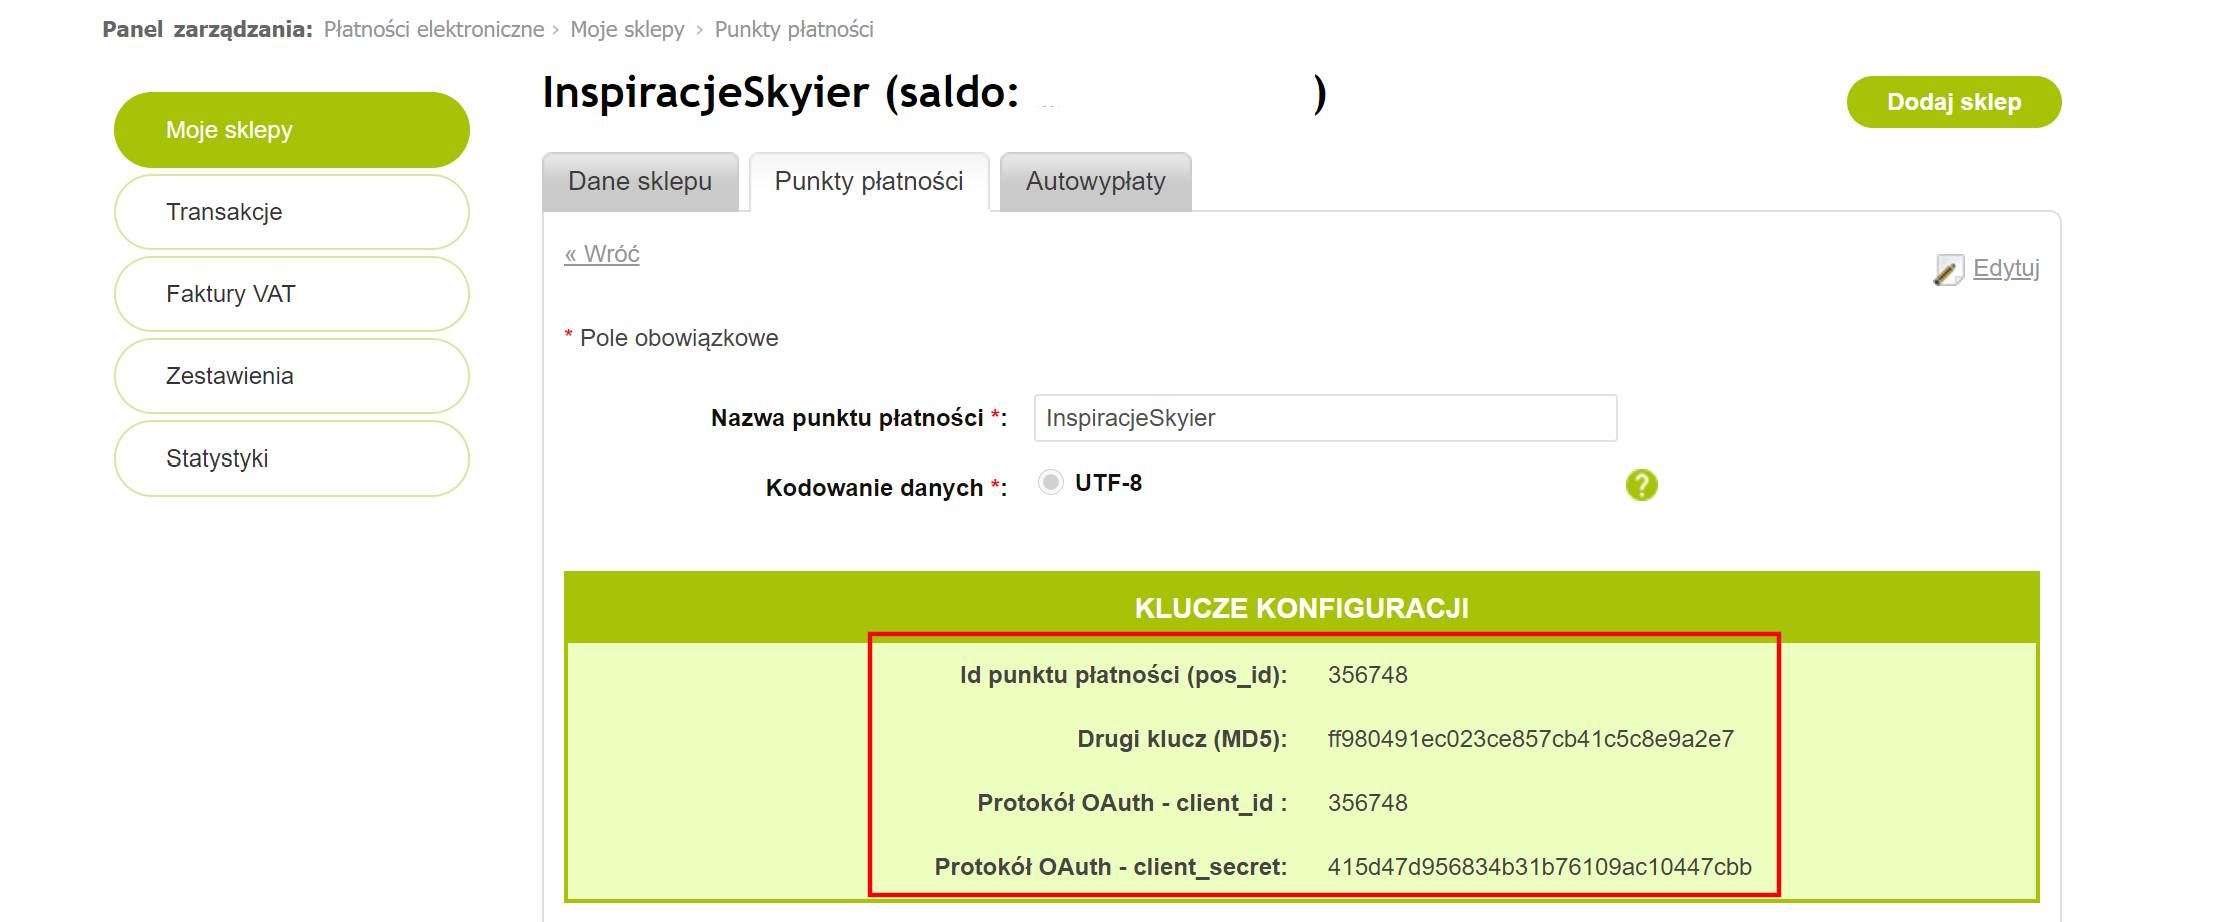 Panel zarządzania: Płatności elektroniczne › Moje sklepy › Punkty płatności
InspiracjeSkyier (saldo: )
Dodaj sklep
Moje sklepy
Transakcje
Faktury VAT
Zestawienia
Statystyki
Dane sklepu
Punkty płatności
Autowypłaty
« Wróć
Edytuj
* Pole obowiązkowe
Nazwa punktu płatności *: InspiracjeSkyier
Kodowanie danych *: UTF-8 ?
KLUCZE KONFIGURACJI
Id punktu płatności (pos_id): 356748
Drugi klucz (MD5): ff980491ec023ce857cb41c5c8e9a2e7
Protokół OAuth - client_id : 356748
Protokół OAuth - client_secret: 415d47d956834b31b76109ac10447cbb